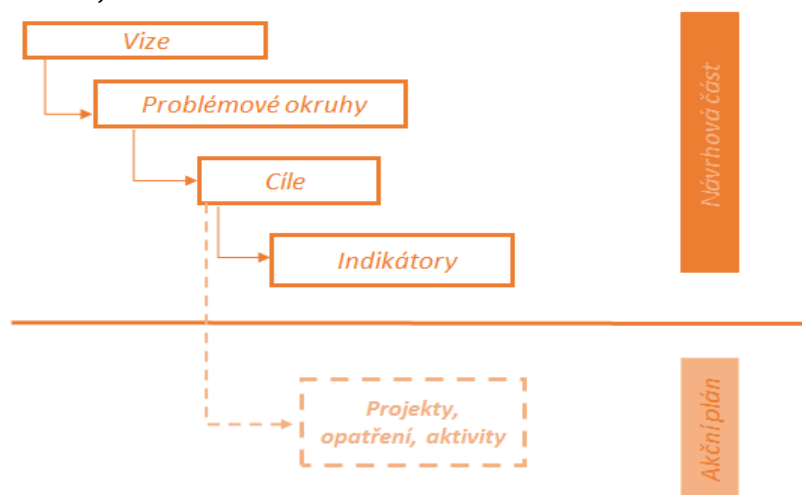 Vize
Problémové okruhy
Cíle
Indikátory
Návrhová část
Projekty,
opatření, aktivity
Akční plán